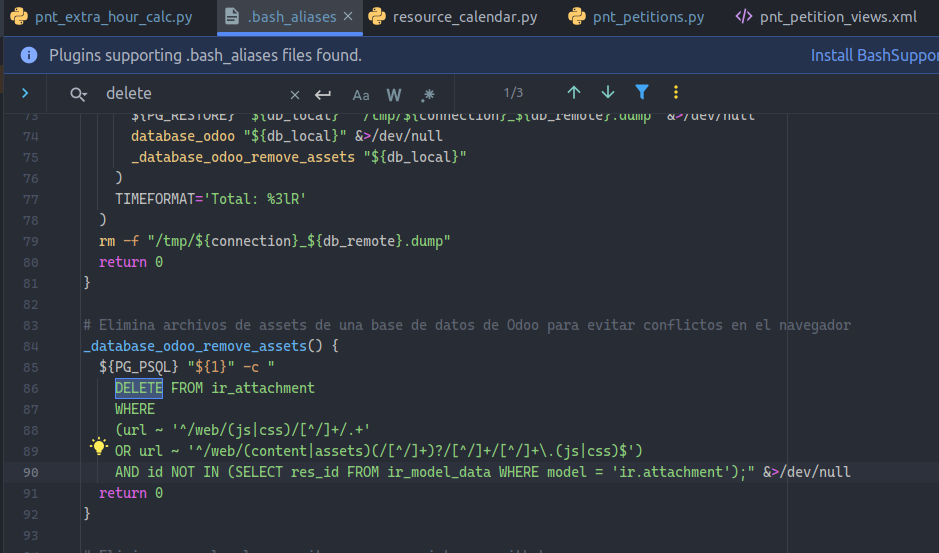 pnt_extra_hour_calc.py .bash_aliases resource_calendar.py pnt_petitions.py pnt_petition_views.xml
Plugins supporting .bash_aliases files found. Install BashSuppor
delete Aa W .* 1/3
73 ${PG_RESTORE} "${db_local}" "/tmp/${connection}_${db_remote}.dump" &>/dev/null
74 database_odoo "${db_local}" &>/dev/null
75 _database_odoo_remove_assets "${db_local}"
76 )
77 TIMEFORMAT='Total: %3lR'
78 )
79 rm -f "/tmp/${connection}_${db_remote}.dump"
80 return 0
81 }
82
83 # Elimina archivos de assets de una base de datos de Odoo para evitar conflictos en el navegador
84 _database_odoo_remove_assets() {
85 ${PG_PSQL} "${1}" -c "
86 DELETE FROM ir_attachment
87 WHERE
88 (url ~ '^/web/(js|css)/[^/]+/.+'
89 OR url ~ '^/web/(content|assets)(/[^/]+)?/[^/]+/[^/]+\.(js|css)$')
90 AND id NOT IN (SELECT res_id FROM ir_model_data WHERE model = 'ir.attachment');" &>/dev/null
91 return 0
92 }
93